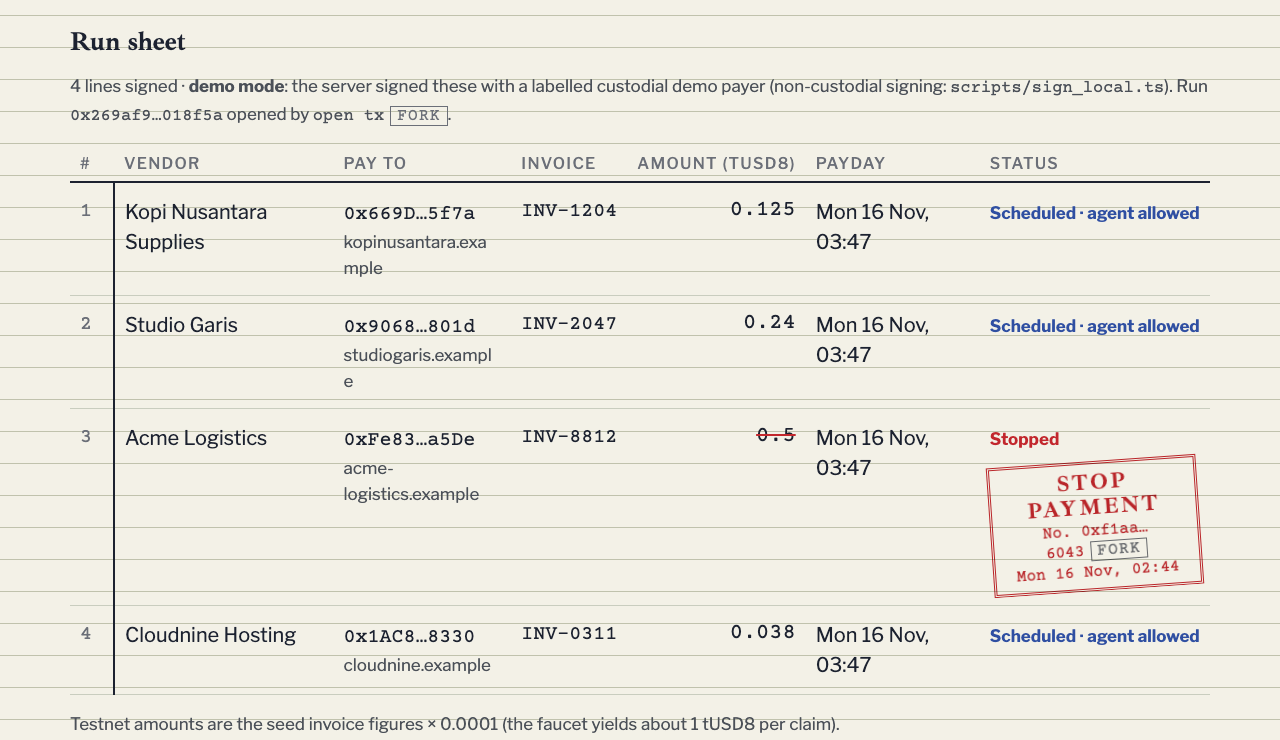 Run sheet
4 lines signed · demo mode: the server signed these with a labelled custodial demo payer (non-custodial signing: scripts/sign_local.ts). Run
0x269af9…018f5a opened by open tx FORK.
# VENDOR PAY TO INVOICE AMOUNT (TUSD8) PAYDAY STATUS
1 Kopi Nusantara 0x669D…5f7a INV-1204 0.125 Mon 16 Nov, Scheduled · agent allowed
Supplies kopinusantara.exa 03:47
mple
2 Studio Garis 0x9068…801d INV-2047 0.24 Mon 16 Nov, Scheduled · agent allowed
studiogaris.exampl 03:47
e
3 Acme Logistics 0xFe83…a5De INV-8812 0.5 Mon 16 Nov, Stopped
acme- 03:47
logistics.example
STOP
PAYMENT
No. 0xf1aa…
6043 FORK
Mon 16 Nov, 02:44
4 Cloudnine Hosting 0x1AC8…8330 INV-0311 0.038 Mon 16 Nov, Scheduled · agent allowed
cloudnine.example 03:47
Testnet amounts are the seed invoice figures × 0.0001 (the faucet yields about 1 tUSD8 per claim).